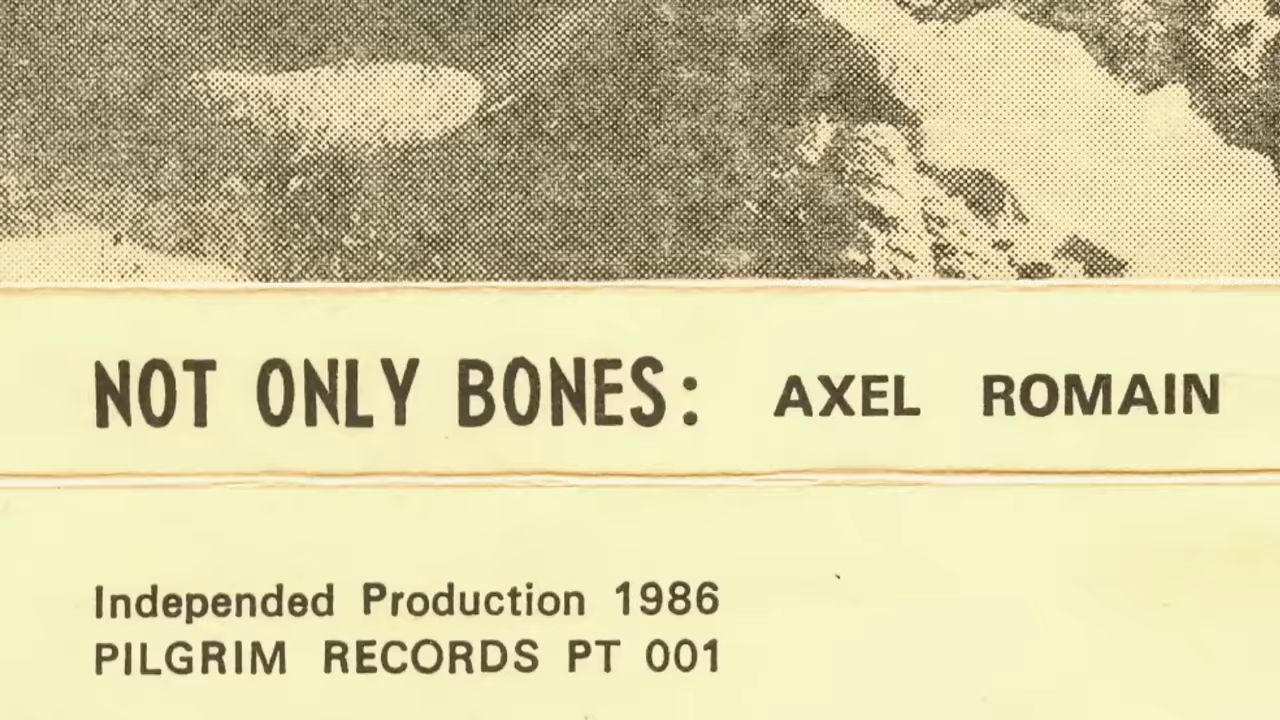 NOT ONLY BONES: AXEL ROMAIN
Independed Production 1986
PILGRIM RECORDS PT 001